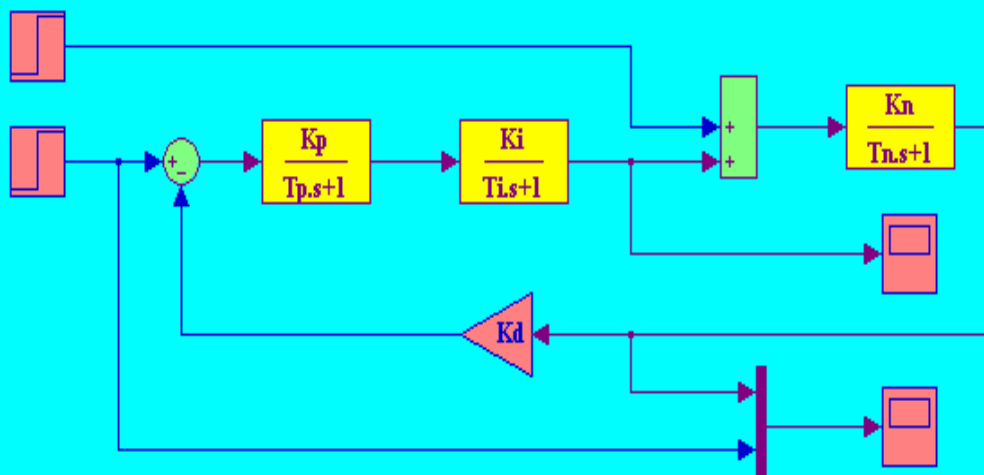 Kn
Tn.s+1
+
+
Kp
Tp.s+1
Ki
Ti.s+1
+
−
Kd